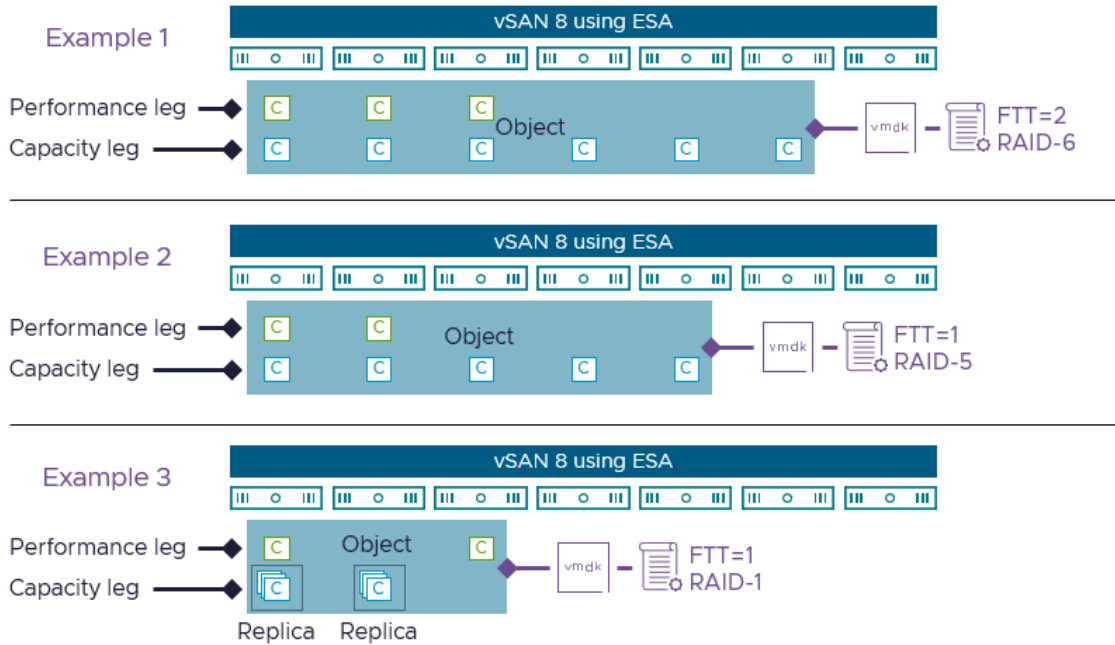 vSAN 8 using ESA
Example 1
Performance leg
C C C
Object
vmdk
FTT=2
RAID-6
Capacity leg
C C C C C C
vSAN 8 using ESA
Example 2
Performance leg
C C
Object
vmdk
FTT=1
RAID-5
Capacity leg
C C C C C
vSAN 8 using ESA
Example 3
Performance leg
C Object C
vmdk
FTT=1
RAID-1
Capacity leg
C C
Replica Replica